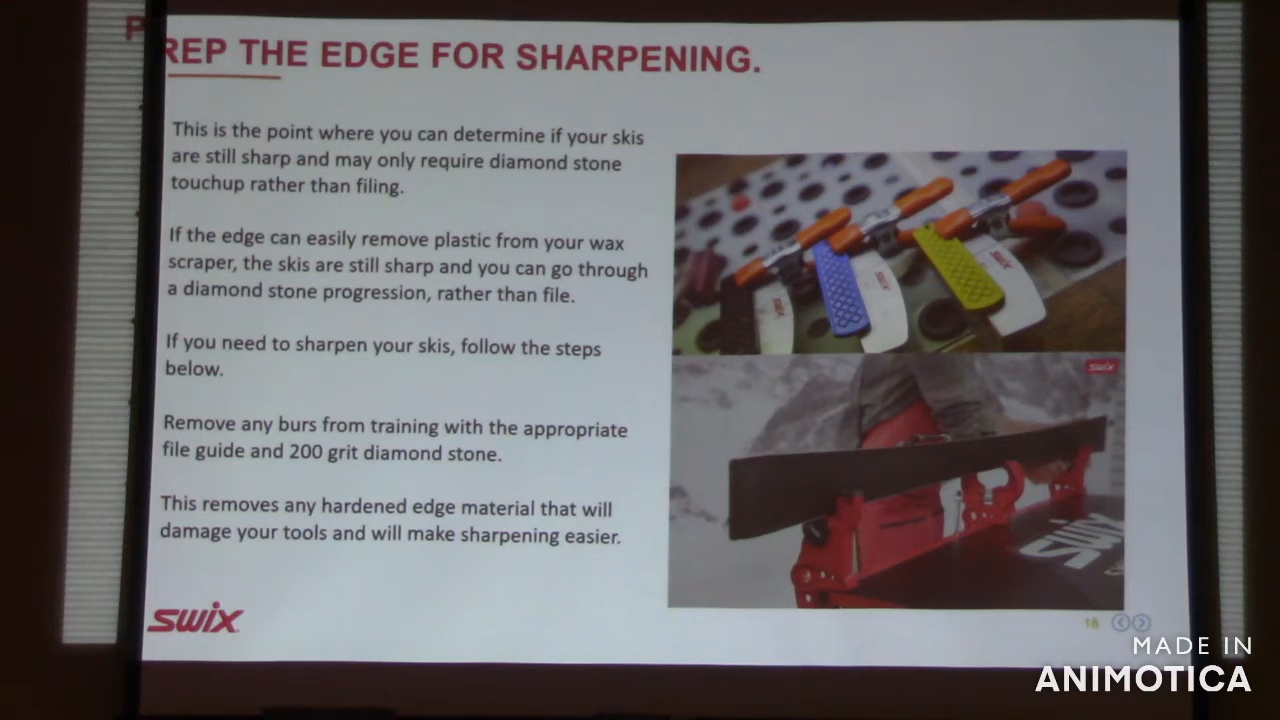 PREP THE EDGE FOR SHARPENING.
This is the point where you can determine if your skis
are still sharp and may only require diamond stone
touchup rather than filing.
If the edge can easily remove plastic from your wax
scraper, the skis are still sharp and you can go through
a diamond stone progression, rather than file.
If you need to sharpen your skis, follow the steps
below.
Remove any burs from training with the appropriate
file guide and 200 grit diamond stone.
This removes any hardened edge material that will
damage your tools and will make sharpening easier.
swix
swix
swix
swix
swix
SWIX
18
MADE IN
ANIMOTICA